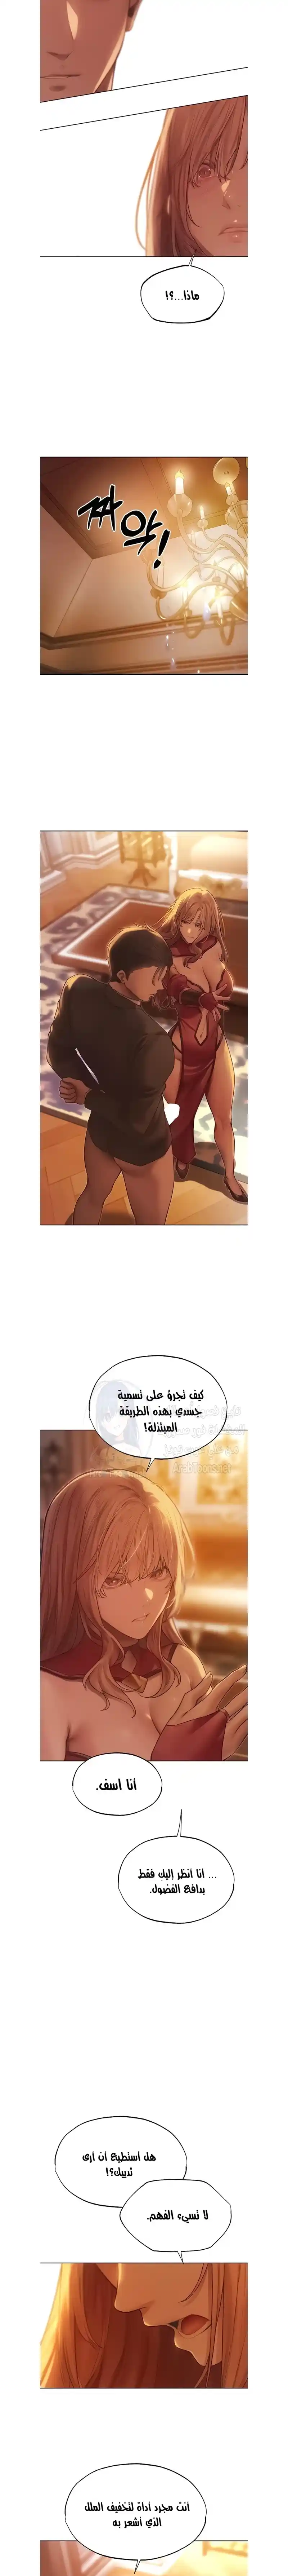 ماذا...؟!
짜악!
كيف تجرؤ على تسمية
جسدي بهذه الطريقة
المبتذلة!
أنا أسف.
... أنا أنظر إليكِ فقط
بدافع الفضول.
هل أستطيع أن أرى
ثدييك؟!
لا تسيء الفهم.
أنت مجرد أداة لتخفيف الملل
الذي أشعر به